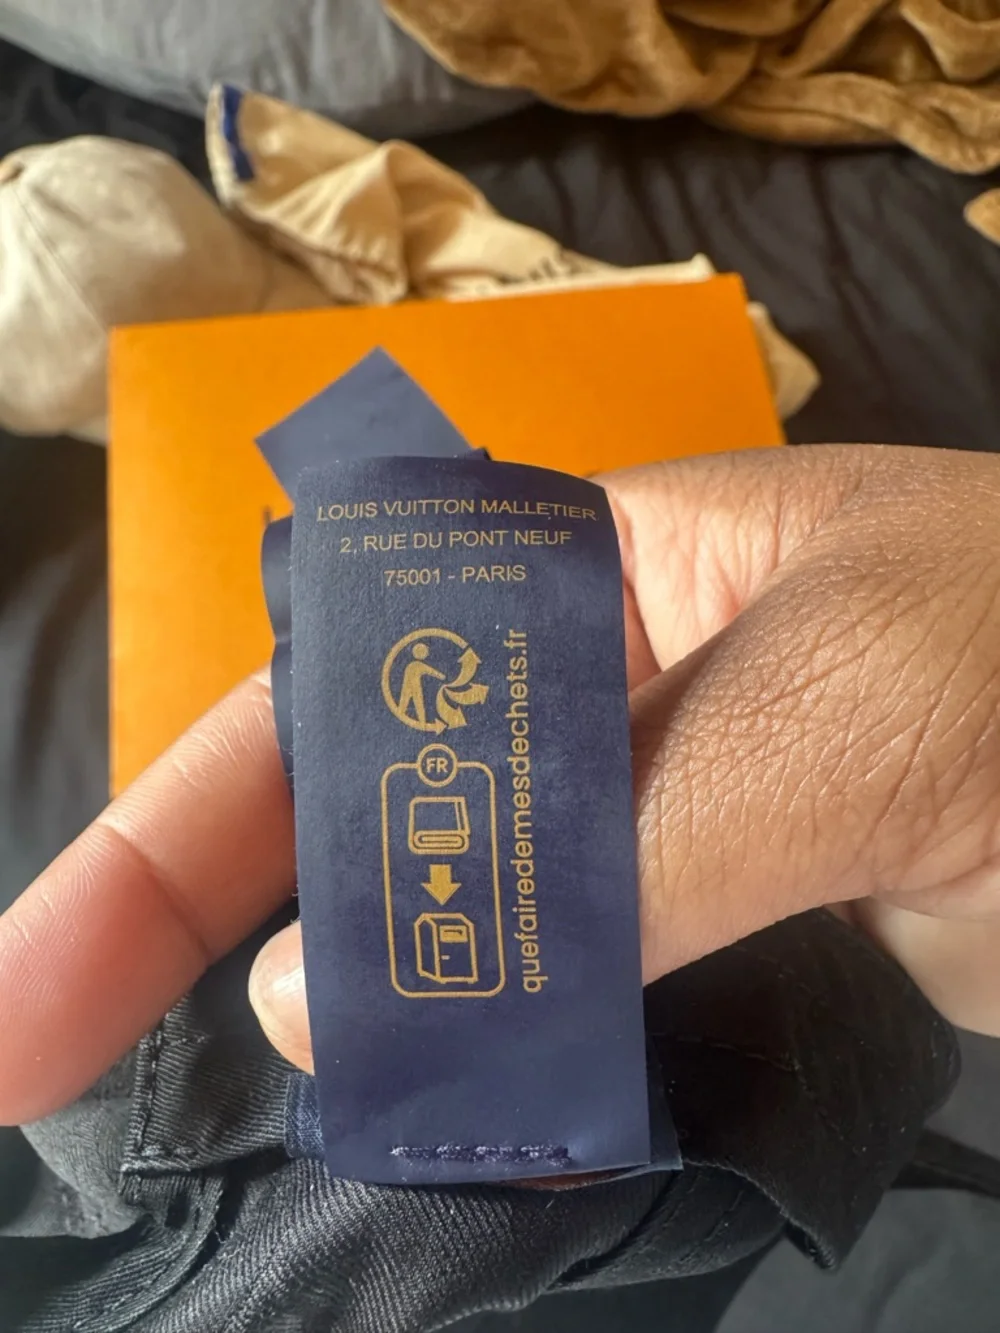 LOUIS VUITTON MALLETIER
2, RUE DU PONT NEUF
75001 - PARIS
FR
quefairedemesdechets.fr